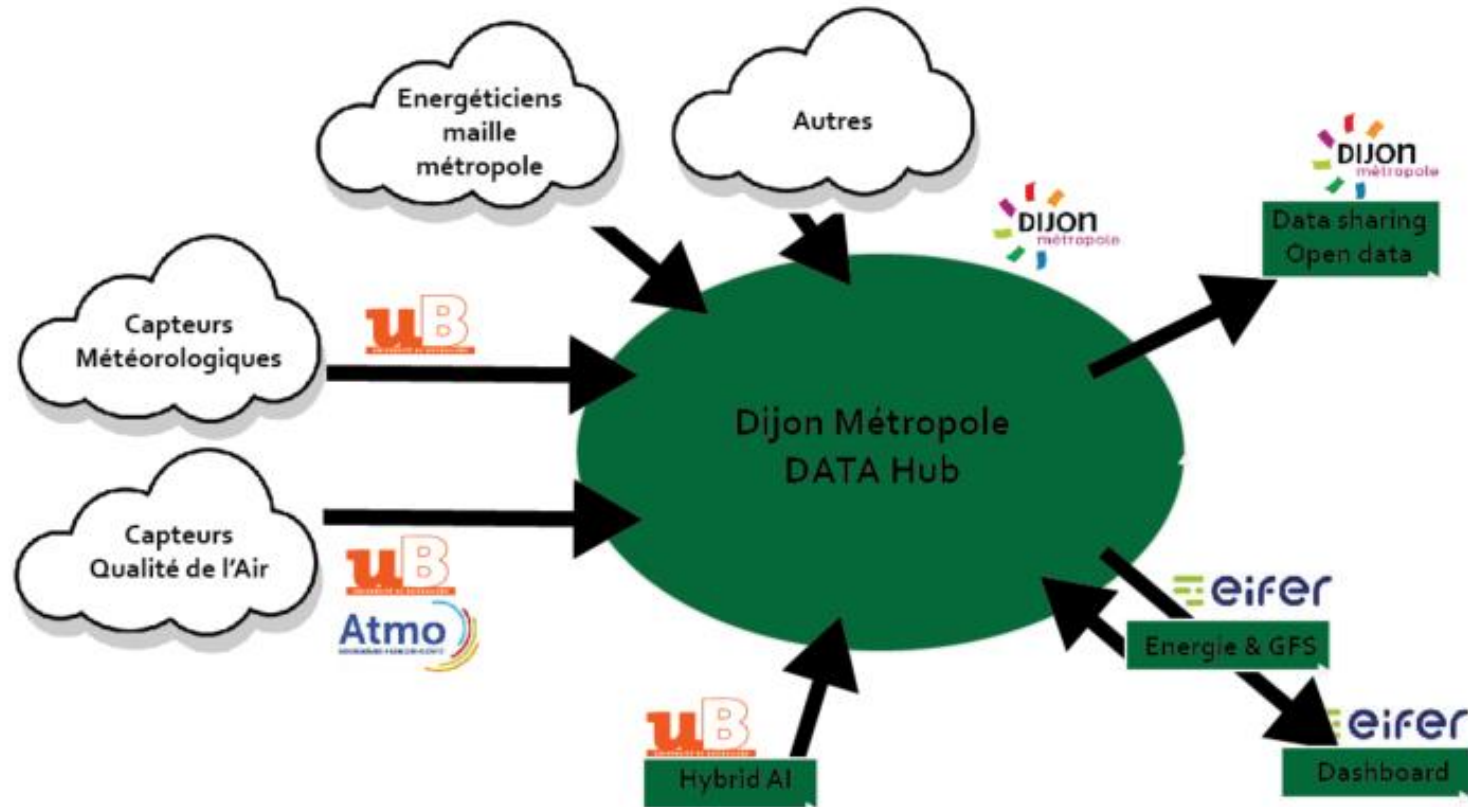 Energéticiens
maille
métropole
Autres
DIJON
métropole
DIJON
métropole
Data sharing
Open data
Capteurs
Météorologiques
uB
Dijon Métropole
DATA Hub
Capteurs
Qualité de l'Air
uB
Atmo
eifer
Energie & GFS
uB
Hybrid AI
eifer
Dashboard